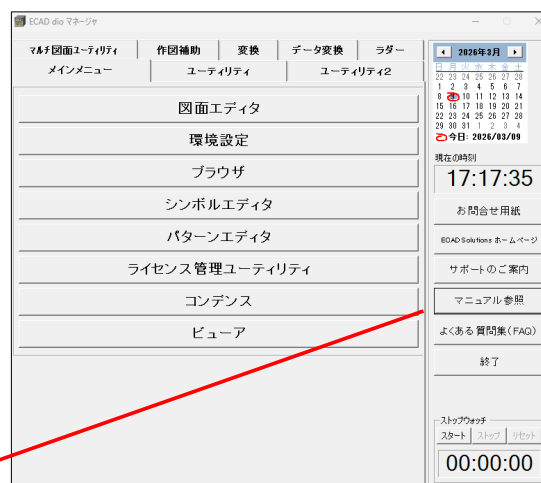 ECAD dio マネージャ
マルチ図面ユーティリティ 作図補助 変換 データ変換 ラダー
メインメニュー ユーティリティ ユーティリティ2
図面エディタ
環境設定
ブラウザ
シンボルエディタ
パターンエディタ
ライセンス管理ユーティリティ
コンデンス
ビューア
2026年3月
日 月 火 水 木 金 土
22 23 24 25 26 27 28
1 2 3 4 5 6 7
8 9 10 11 12 13 14
15 16 17 18 19 20 21
22 23 24 25 26 27 28
29 30 31 1 2 3 4
今日: 2026/03/09
現在の時刻
17:17:35
お問合せ用紙
ECAD Solutions ホームページ
サポートのご案内
マニュアル参照
よくある質問集(FAQ)
終了
ストップウォッチ
スタート ストップ リセット
00:00:00